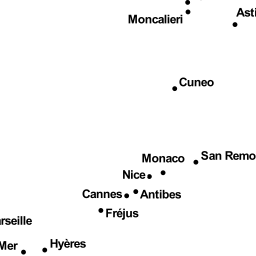 Asti
Moncalieri
Cuneo
Monaco
San Remo
Nice
Cannes
Antibes
Fréjus
rseille
Mer
Hyères